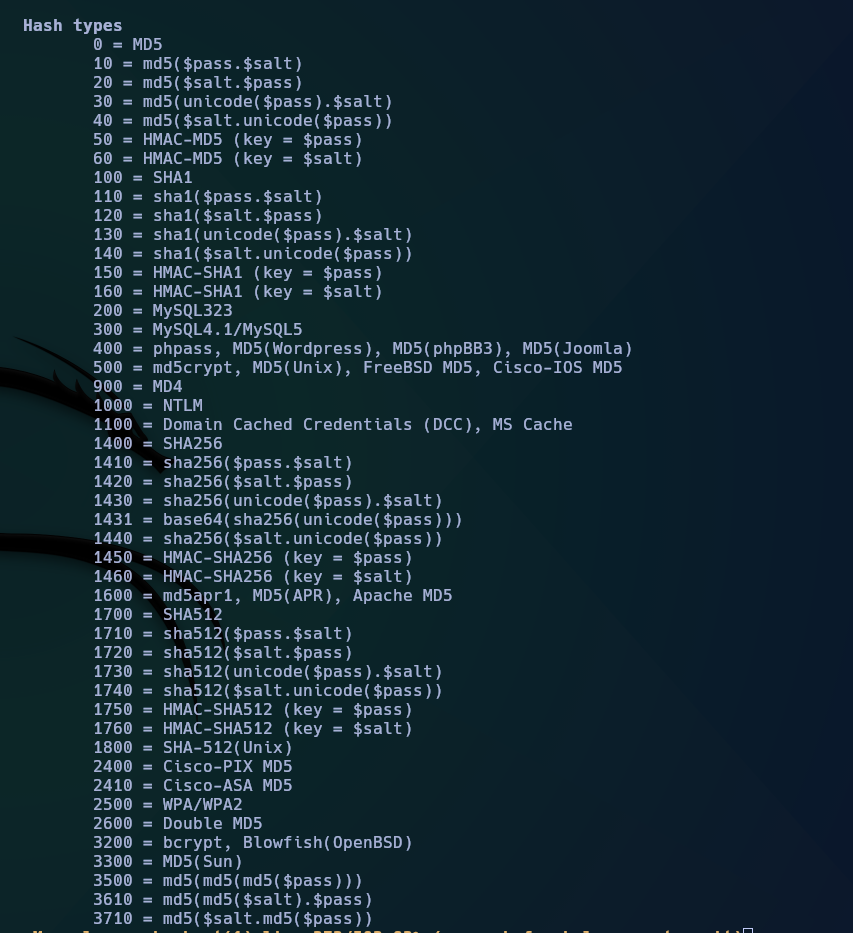 Hash types
0 = MD5
10 = md5($pass.$salt)
20 = md5($salt.$pass)
30 = md5(unicode($pass).$salt)
40 = md5($salt.unicode($pass))
50 = HMAC-MD5 (key = $pass)
60 = HMAC-MD5 (key = $salt)
100 = SHA1
110 = sha1($pass.$salt)
120 = sha1($salt.$pass)
130 = sha1(unicode($pass).$salt)
140 = sha1($salt.unicode($pass))
150 = HMAC-SHA1 (key = $pass)
160 = HMAC-SHA1 (key = $salt)
200 = MySQL323
300 = MySQL4.1/MySQL5
400 = phpass, MD5(Wordpress), MD5(phpBB3), MD5(Joomla)
500 = md5crypt, MD5(Unix), FreeBSD MD5, Cisco-IOS MD5
900 = MD4
1000 = NTLM
1100 = Domain Cached Credentials (DCC), MS Cache
1400 = SHA256
1410 = sha256($pass.$salt)
1420 = sha256($salt.$pass)
1430 = sha256(unicode($pass).$salt)
1431 = base64(sha256(unicode($pass)))
1440 = sha256($salt.unicode($pass))
1450 = HMAC-SHA256 (key = $pass)
1460 = HMAC-SHA256 (key = $salt)
1600 = md5apr1, MD5(APR), Apache MD5
1700 = SHA512
1710 = sha512($pass.$salt)
1720 = sha512($salt.$pass)
1730 = sha512(unicode($pass).$salt)
1740 = sha512($salt.unicode($pass))
1750 = HMAC-SHA512 (key = $pass)
1760 = HMAC-SHA512 (key = $salt)
1800 = SHA-512(Unix)
2400 = Cisco-PIX MD5
2410 = Cisco-ASA MD5
2500 = WPA/WPA2
2600 = Double MD5
3200 = bcrypt, Blowfish(OpenBSD)
3300 = MD5(Sun)
3500 = md5(md5(md5($pass)))
3610 = md5(md5($salt).$pass)
3710 = md5($salt.md5($pass))